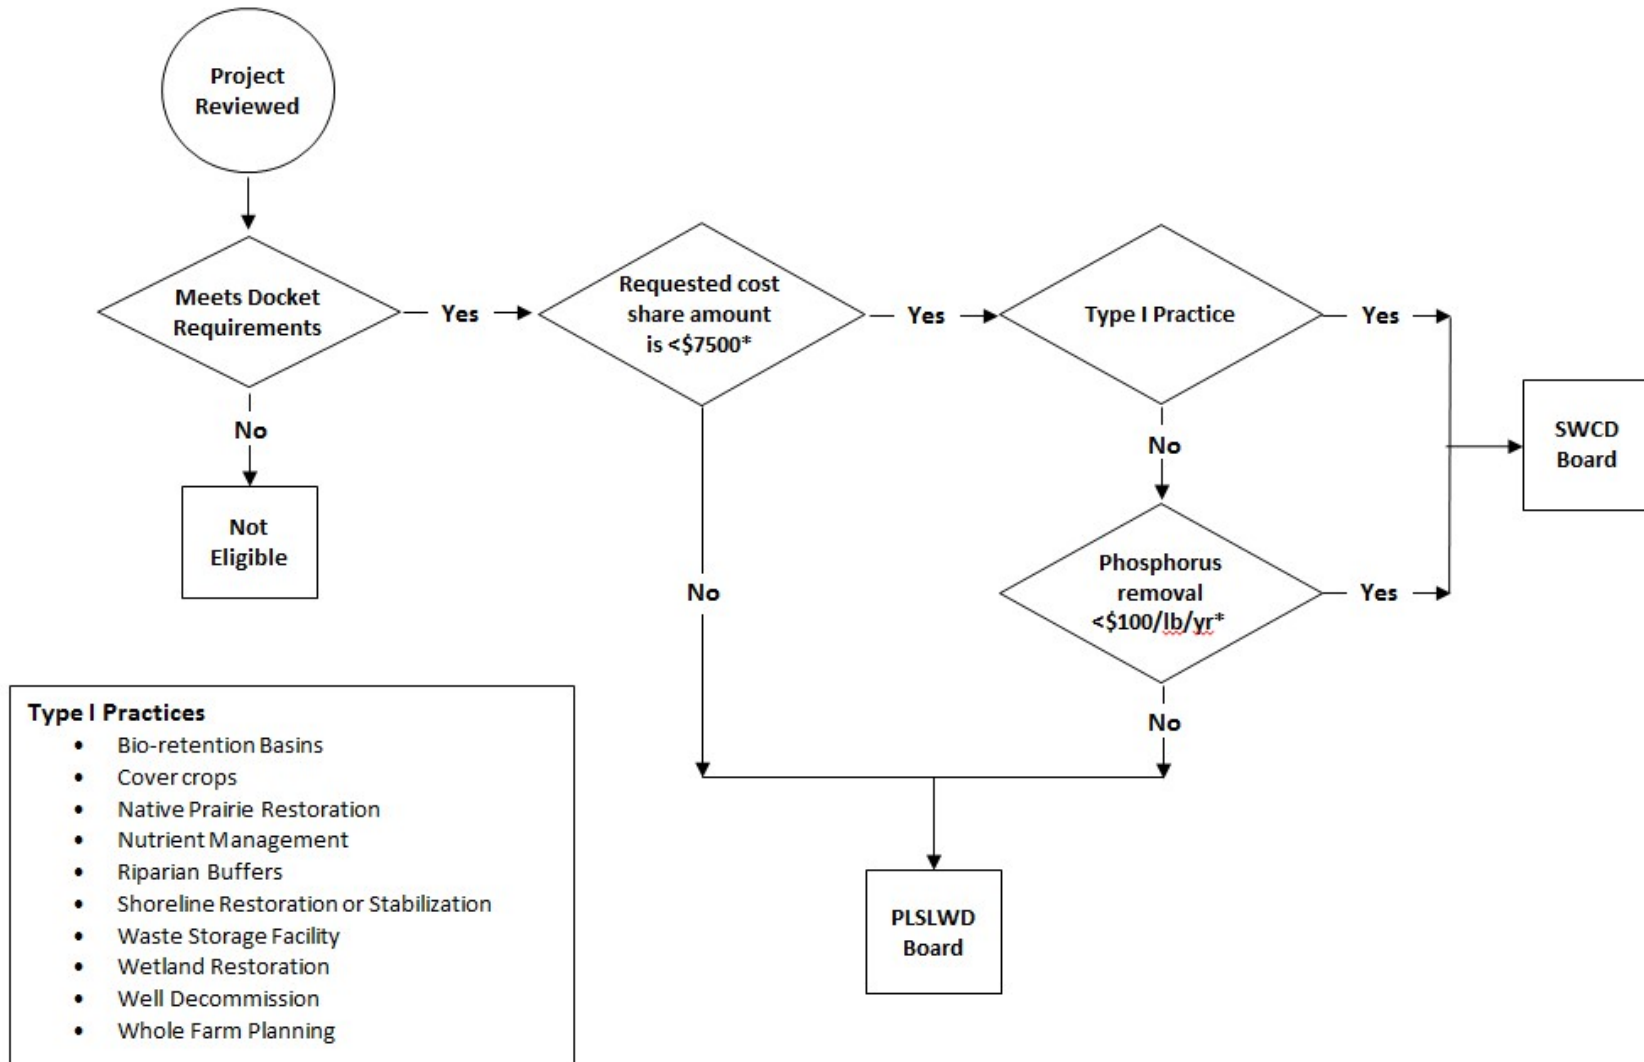 Project
Reviewed
Meets Docket
Requirements
Yes
Requested cost
share amount
is <$7500*
Yes
Type I Practice
Yes
No
Not
Eligible
No
No
Phosphorus
removal
<$100/lb/yr*
Yes
No
SWCD
Board
PLSLWD
Board
Type I Practices
• Bio-retention Basins
• Cover crops
• Native Prairie Restoration
• Nutrient Management
• Riparian Buffers
• Shoreline Restoration or Stabilization
• Waste Storage Facility
• Wetland Restoration
• Well Decommission
• Whole Farm Planning